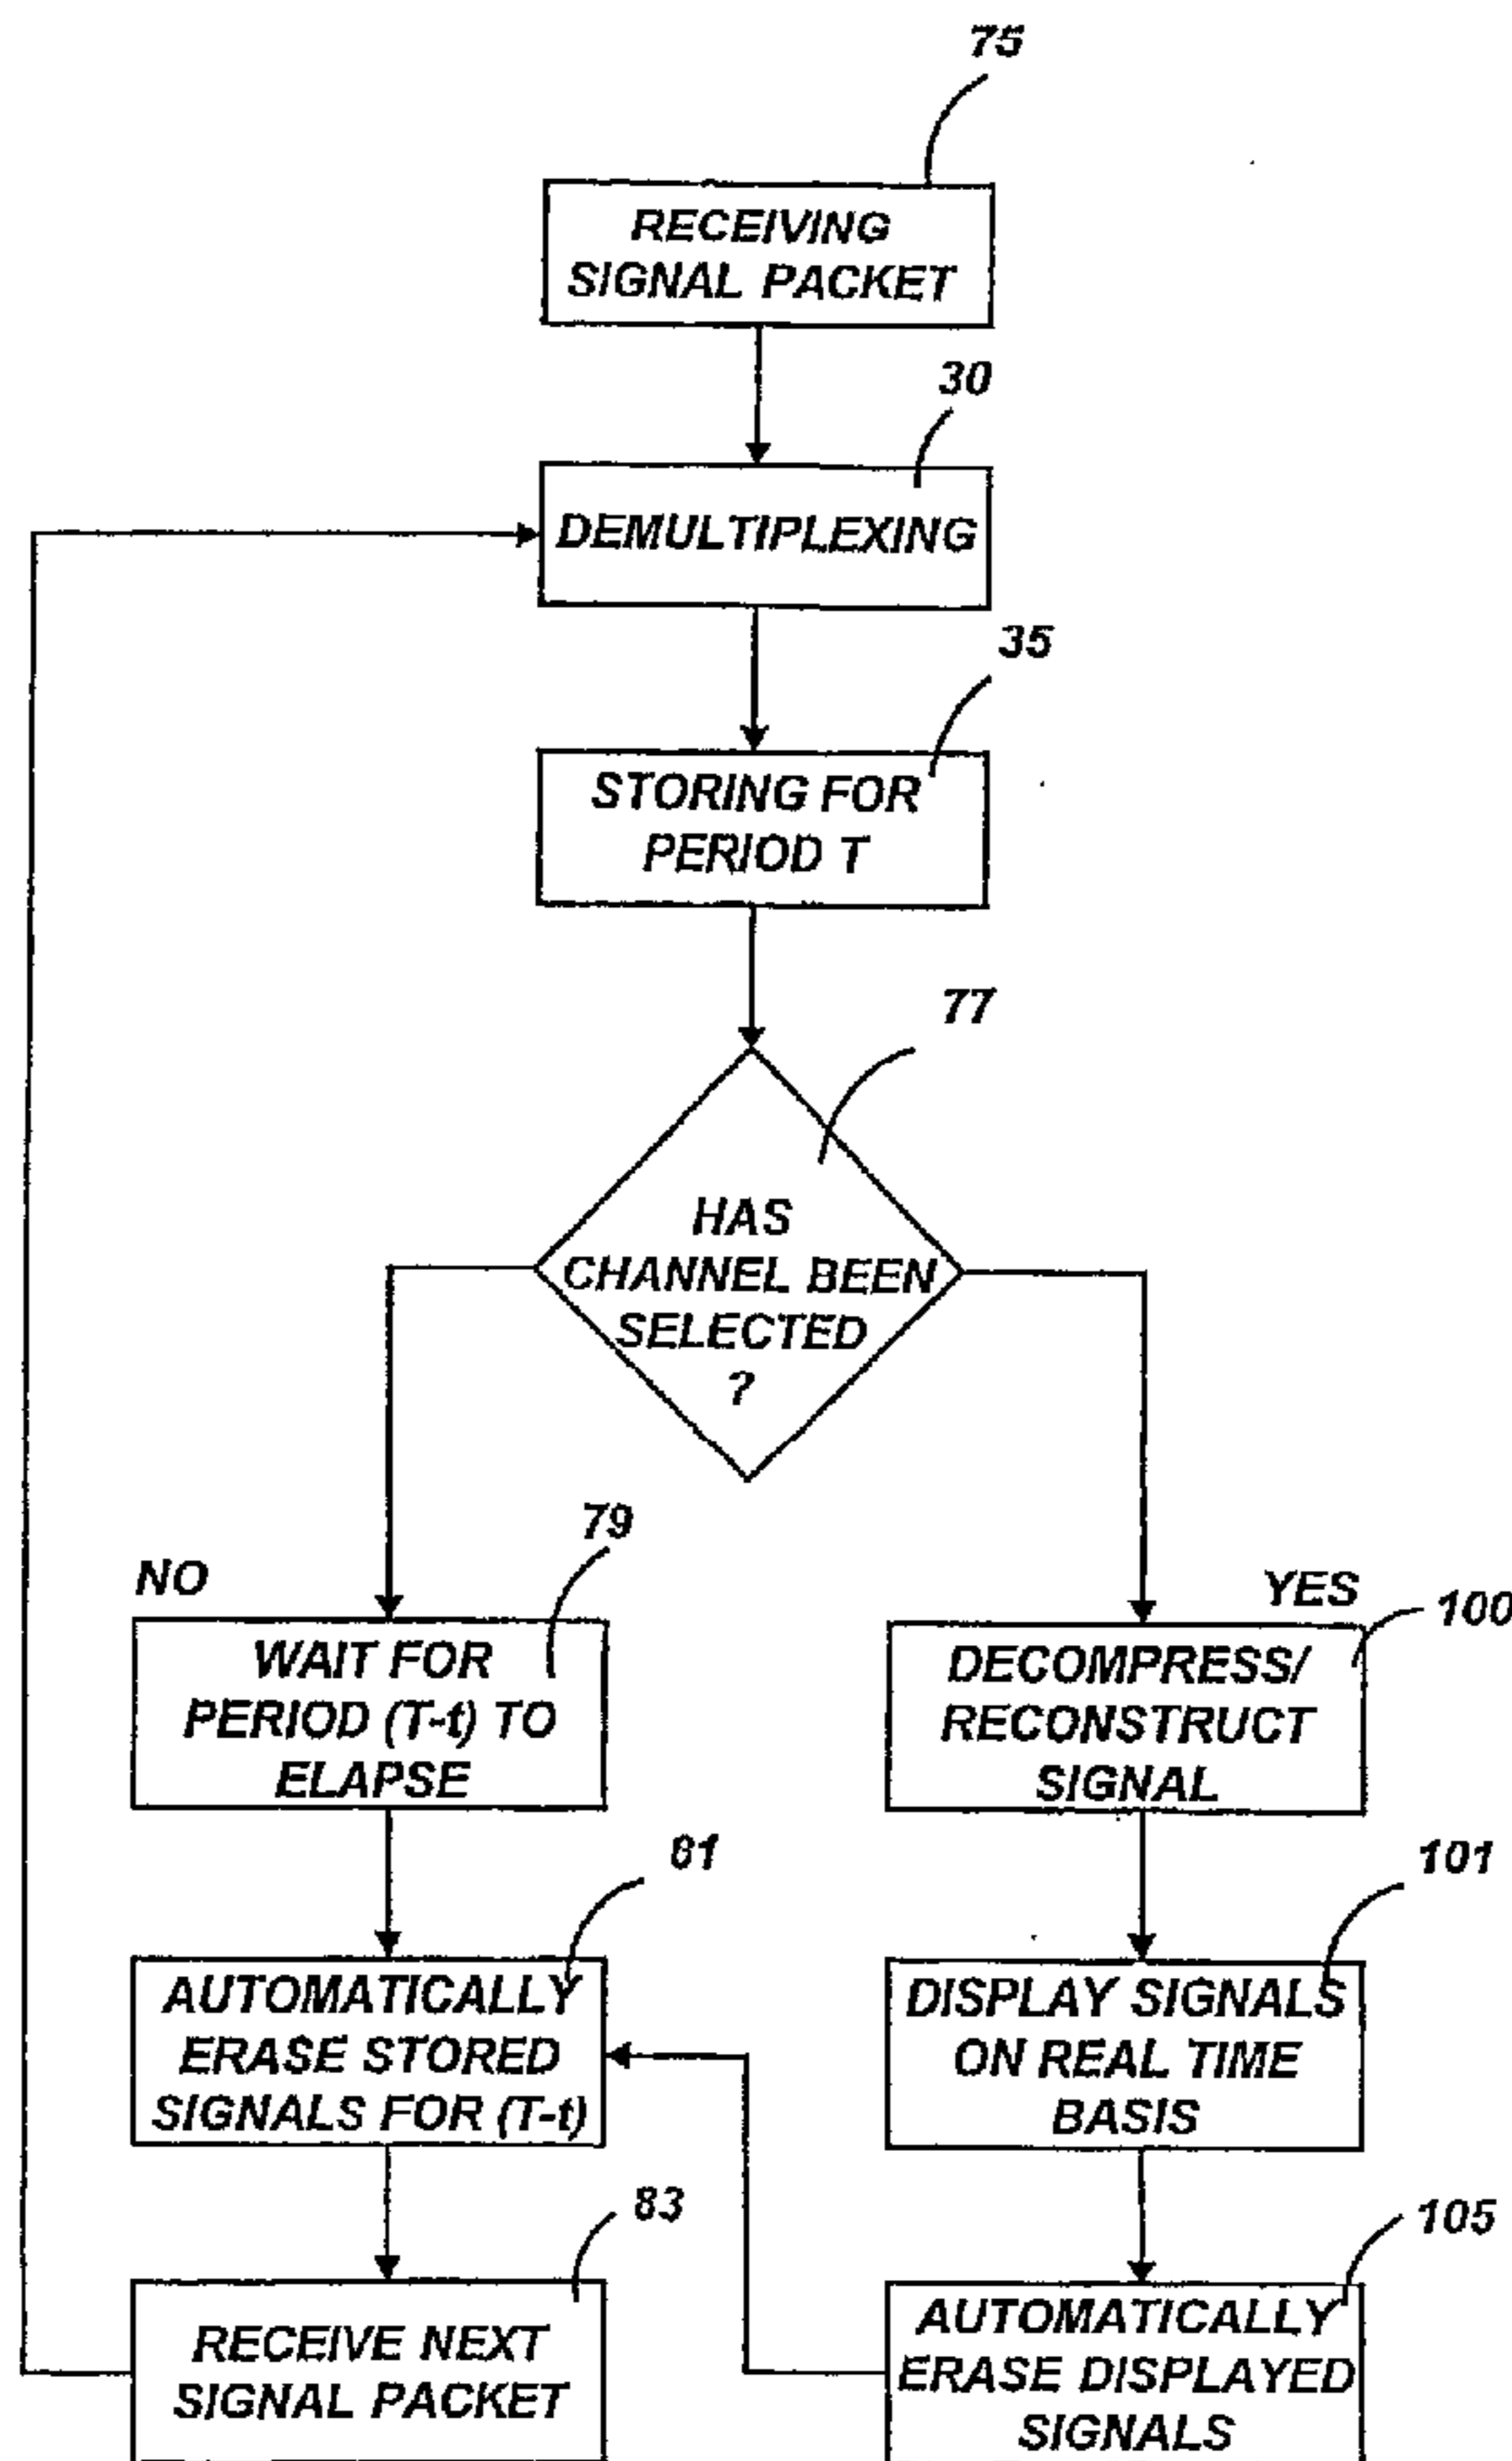 75
RECEIVING
SIGNAL PACKET
30
DEMULTIPLEXING
35
STORING FOR
PERIOD T
77
HAS
CHANNEL BEEN
SELECTED
?
79
NO
WAIT FOR
PERIOD (T-t) TO
ELAPSE
YES
100
DECOMPRESS/
RECONSTRUCT
SIGNAL
81
AUTOMATICALLY
ERASE STORED
SIGNALS FOR (T-t)
101
DISPLAY SIGNALS
ON REAL TIME
BASIS
83
RECEIVE NEXT
SIGNAL PACKET
105
AUTOMATICALLY
ERASE DISPLAYED
SIGNALS